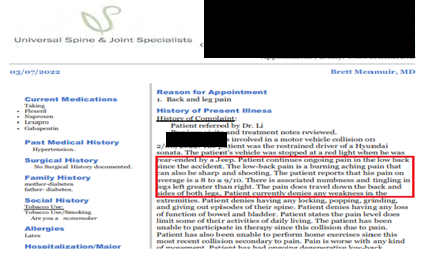 Universal Spine & Joint Specialists
03/07/2022
Brett Menmuir, MD
Current Medications
Taking
Flexeril
Naproxen
Lexapro
Gabapentin
Past Medical History
Hypertension.
Surgical History
No Surgical History documented.
Family History
mother-diabetes
father- diabetes.
Social History
Tobacco Use:
Tobacco Use/Smoking
Are you a nonsmoker
Allergies
Latex
Hospitalization/Major
Reason for Appointment
1. Back and leg pain
History of Present Illness
History of Complaint:
Patient referred by Dr. Li
and treatment notes reviewed.
involved in a motor vehicle collision on
2/ patient was the restrained driver of a Hyundai
sonata. The patient's vehicle was stopped at a red light when he was
rear-ended by a Jeep. Patient continues ongoing pain in the low back
since the accident. The low-back pain is a burning aching pain that
can also be sharp and shooting. The patient reports that his pain on
average is a 8 to a 9/10. There is associated numbness and tingling in
legs left greater than right. The pain does travel down the back and
sides of both legs. Patient currently denies any weakness in the
extremities. Patient denies having any locking, popping, grinding,
and giving out episodes of their spine. Patient denies having any loss
of function of bowel and bladder. Patient states the pain level does
limit some of their activities of daily living. The patient has been
unable to participate in therapy since this collision due to pain.
Patient has also been unable to perform home exercises since this
most recent collision secondary to pain. Pain is worse with any kind
of movement. Patient has had ongoing degenerative low-back